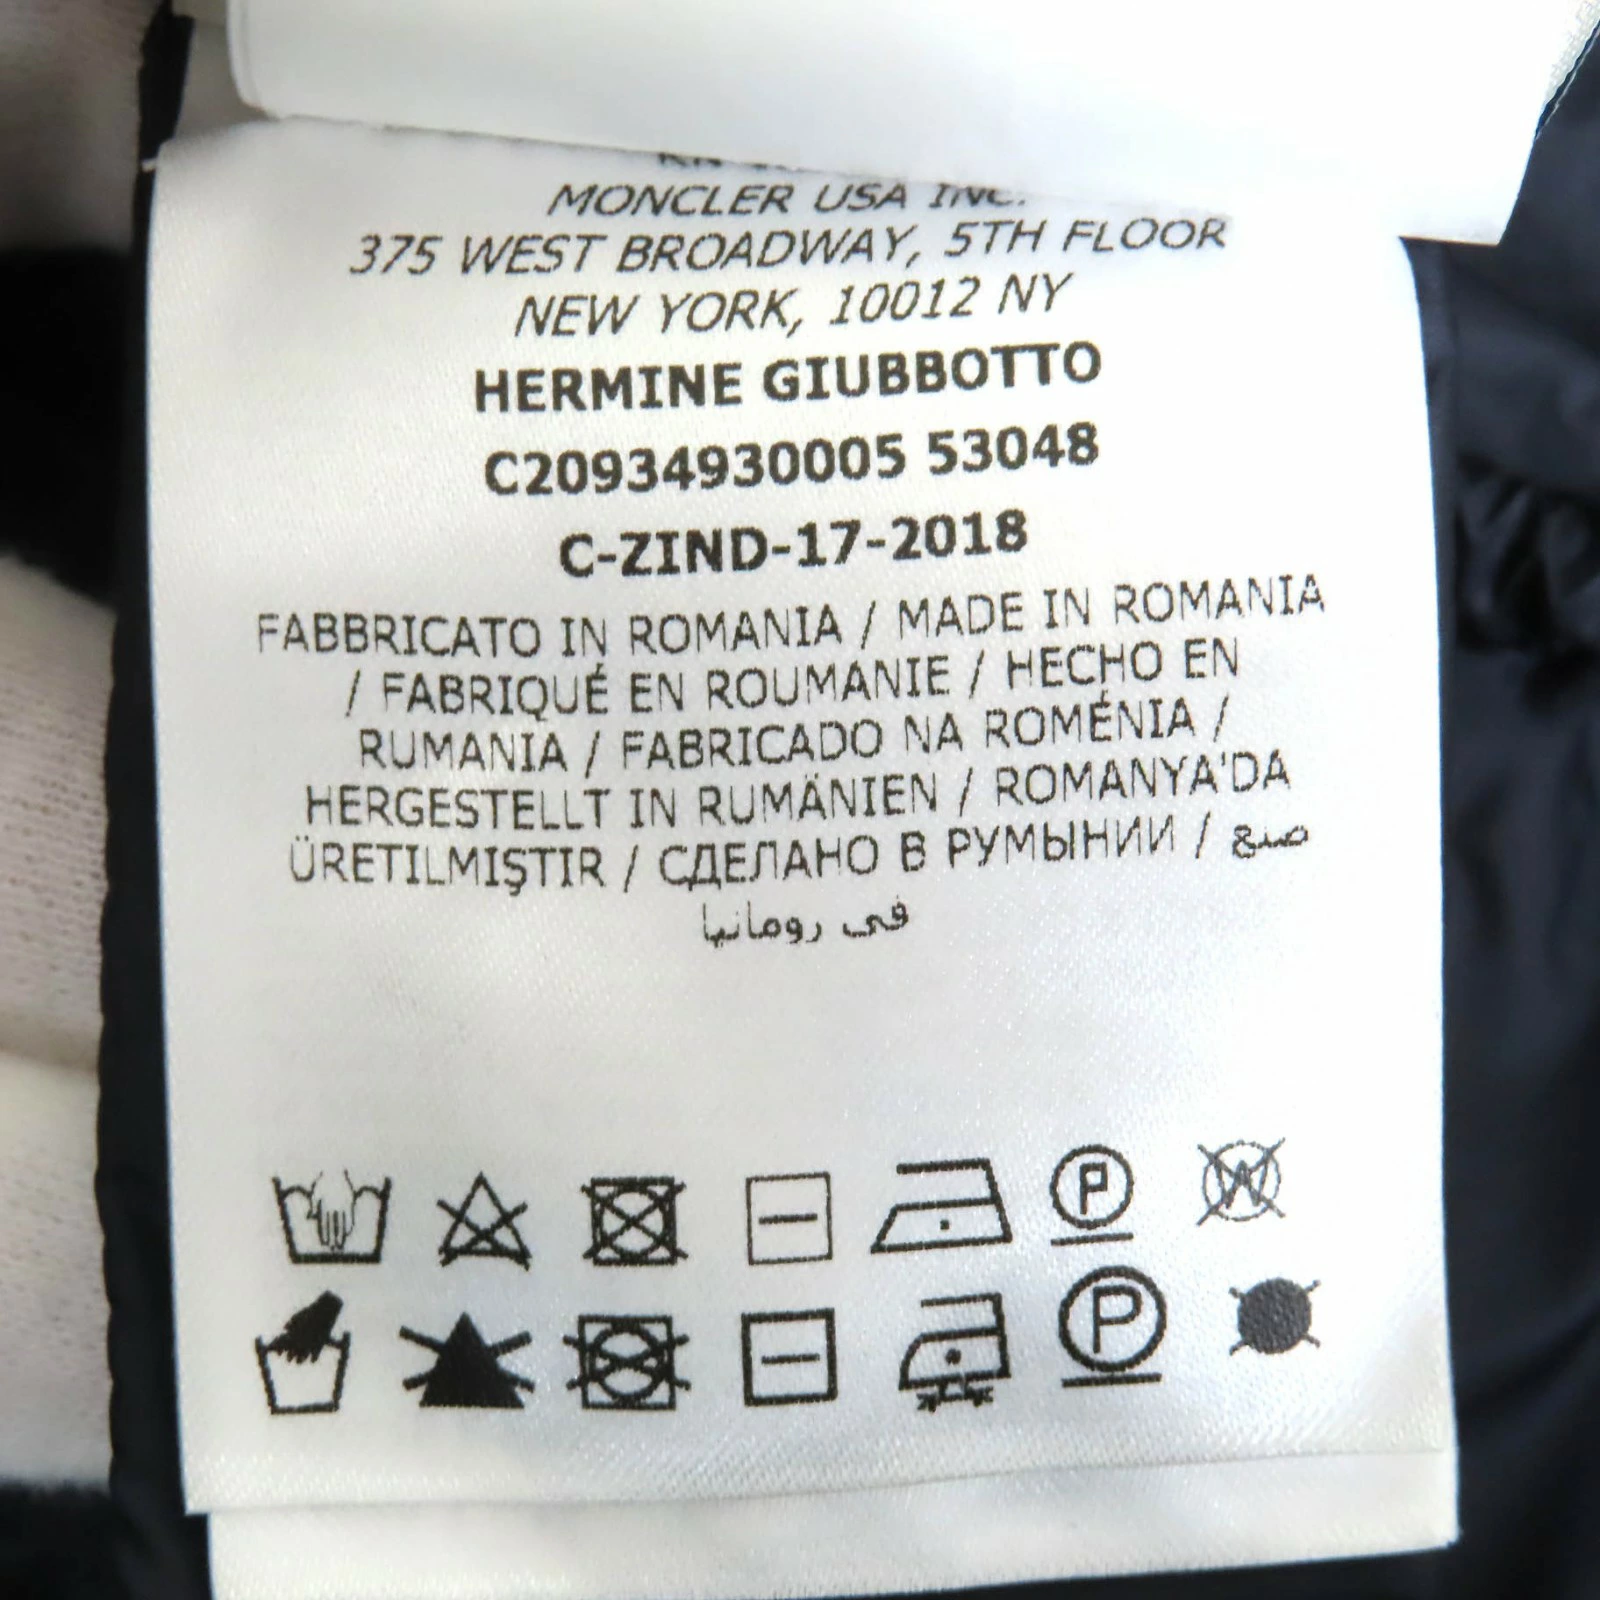 MONCLER USA INC.
375 WEST BROADWAY, 5TH FLOOR
NEW YORK, 10012 NY
HERMINE GIUBBOTTO
C20934930005 53048
C-ZIND-17-2018
FABBRICATO IN ROMANIA / MADE IN ROMANIA
/ FABRIQUÉ EN ROUMANIE / HECHO EN
RUMANIA / FABRICADO NA ROMÉNIA /
HERGESTELLT IN RUMÄNIEN / ROMANYA'DA
ÜRETILMIŞTIR / СДЕЛАНО В РУМЫНИИ / صنع
في رومانيا
P W
P